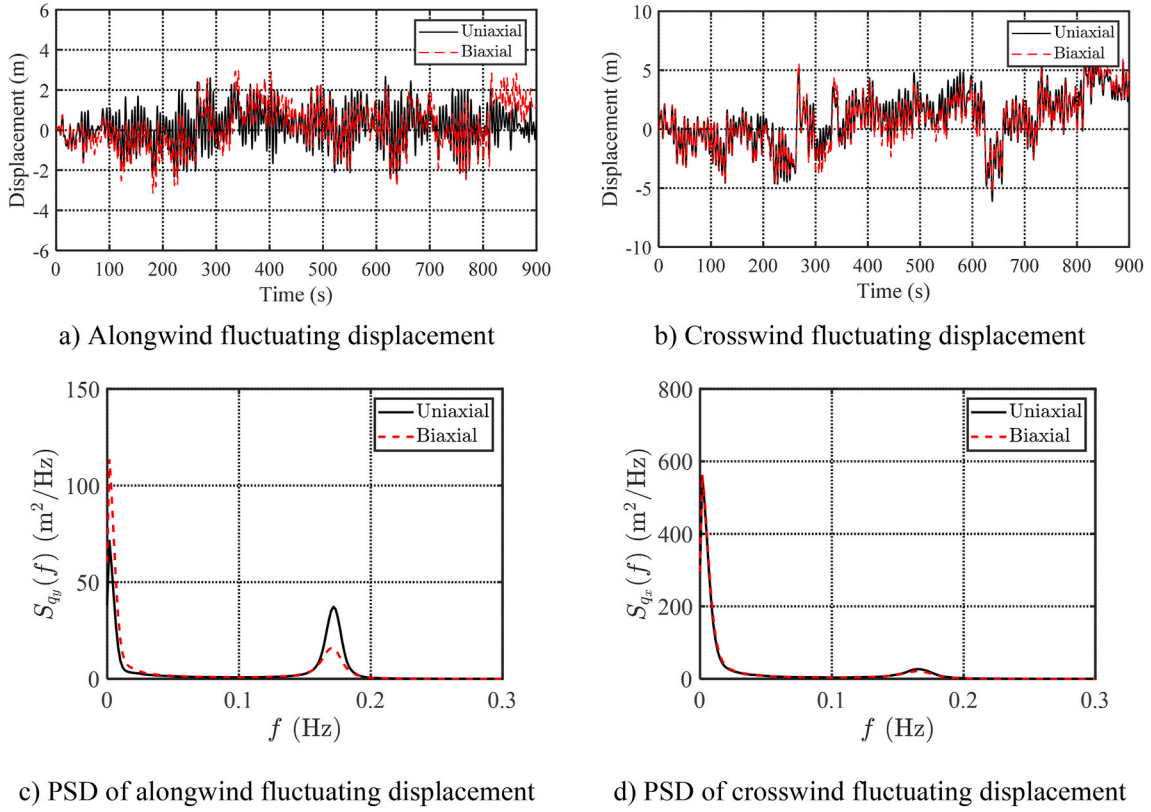 6
4
2
0
-2
-4
-6
Displacement (m)
Uniaxial
Biaxial
0 100 200 300 400 500 600 700 800 900
Time (s)
a) Alongwind fluctuating displacement
10
5
0
-5
-10
Displacement (m)
Uniaxial
Biaxial
0 100 200 300 400 500 600 700 800 900
Time (s)
b) Crosswind fluctuating displacement
150
100
50
0
S_{q_y}(f) (m²/Hz)
Uniaxial
Biaxial
0 0.1 0.2 0.3
f (Hz)
c) PSD of alongwind fluctuating displacement
800
600
400
200
0
S_{q_x}(f) (m²/Hz)
Uniaxial
Biaxial
0 0.1 0.2 0.3
f (Hz)
d) PSD of crosswind fluctuating displacement